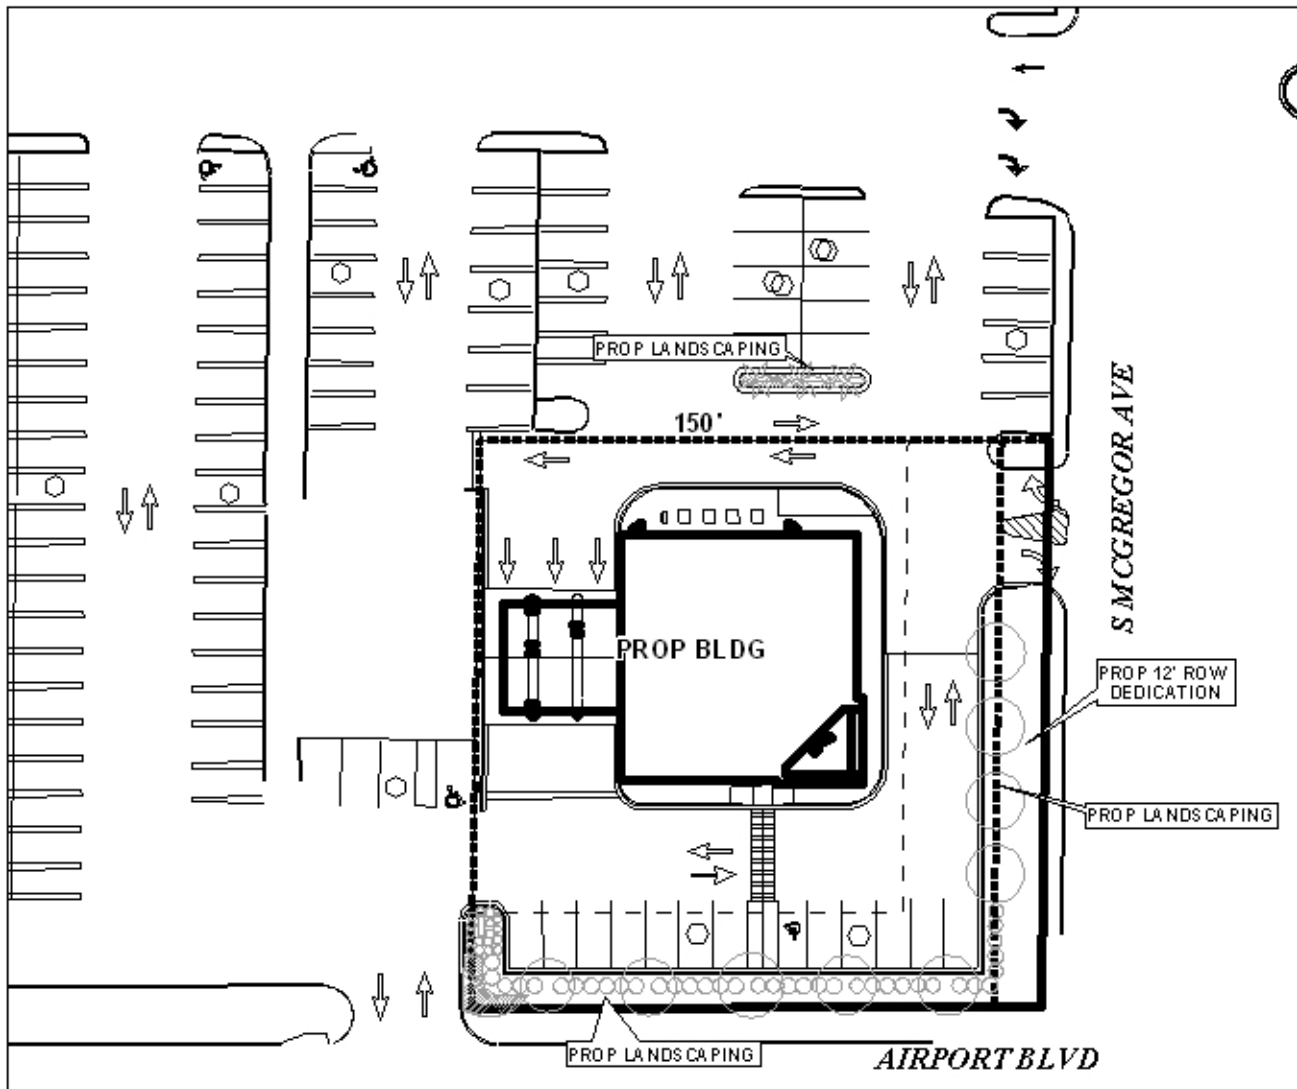 PROP LANDSCAPING
150'
S MCGREGOR AVE
PROP BLDG
PROP 12' ROW
DEDICATION
PROP LANDSCAPING
PROP LANDSCAPING
AIRPORT BLVD